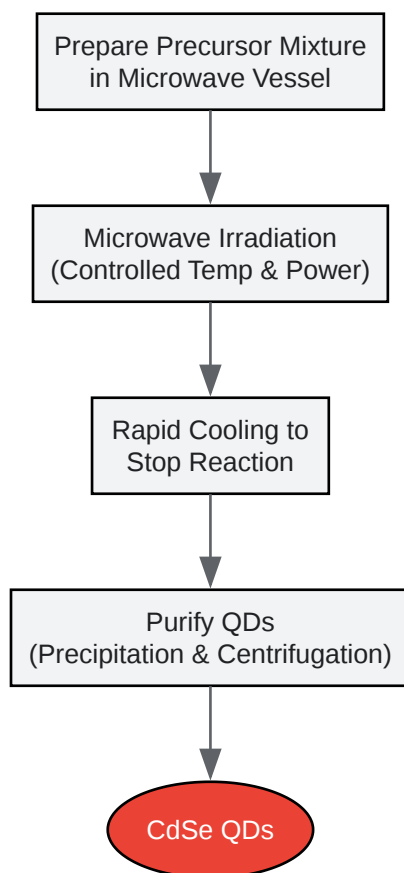 Prepare Precursor Mixture
in Microwave Vessel
Microwave Irradiation
(Controlled Temp & Power)
Rapid Cooling to
Stop Reaction
Purify QDs
(Precipitation & Centrifugation)
CdSe QDs